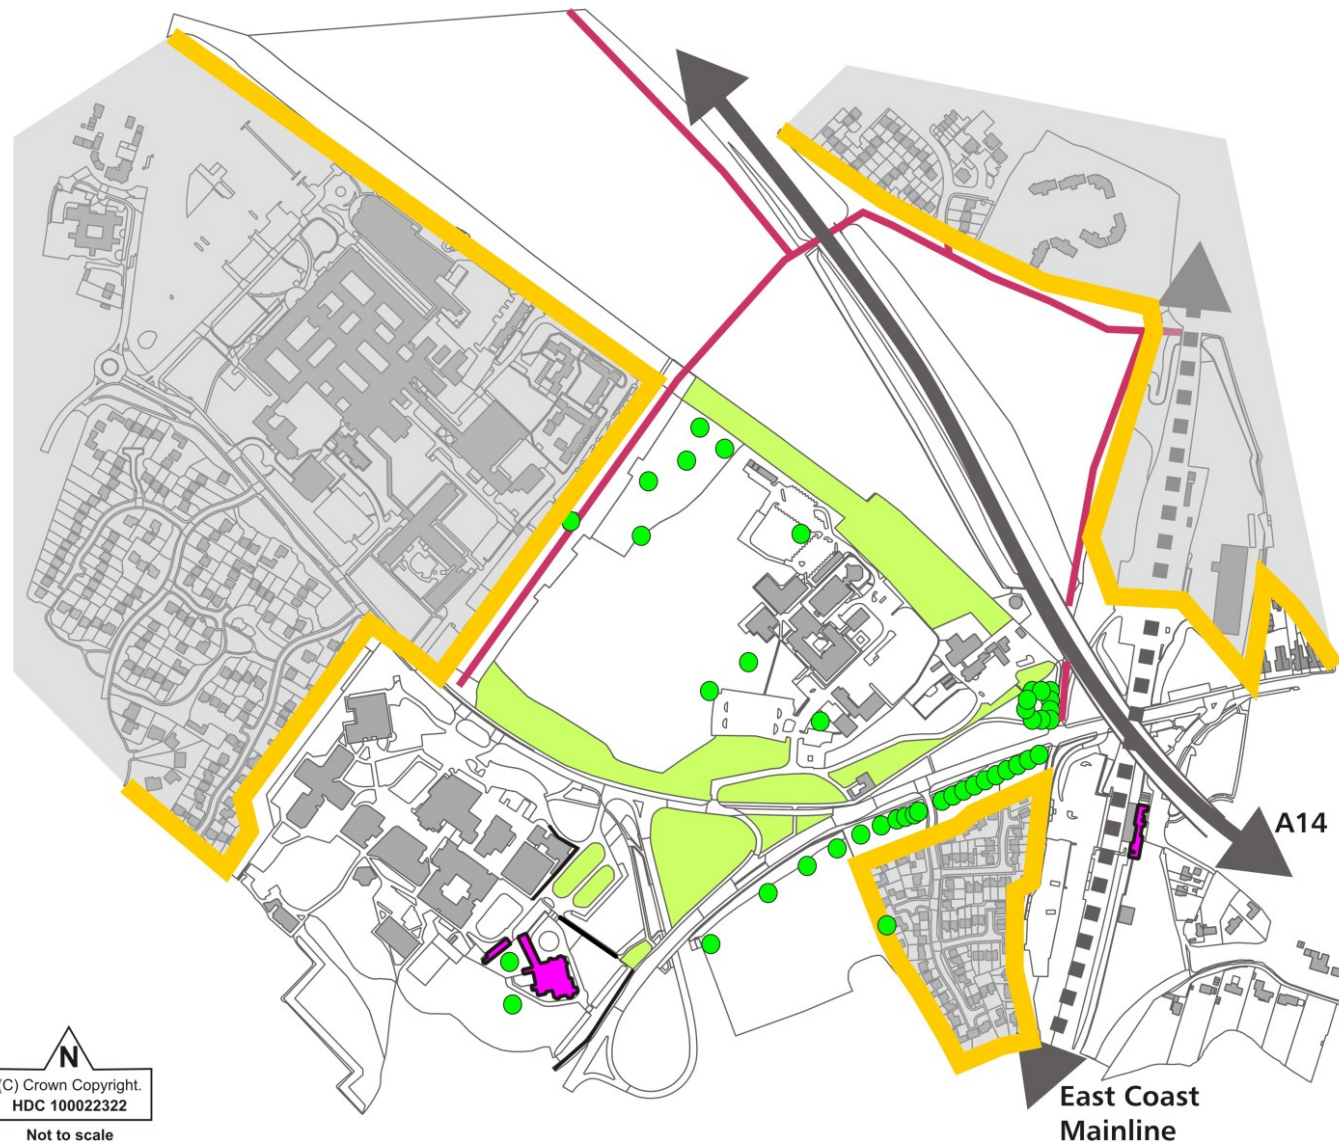 A14
N
(C) Crown Copyright.
HDC 100022322
Not to scale
East Coast
Mainline